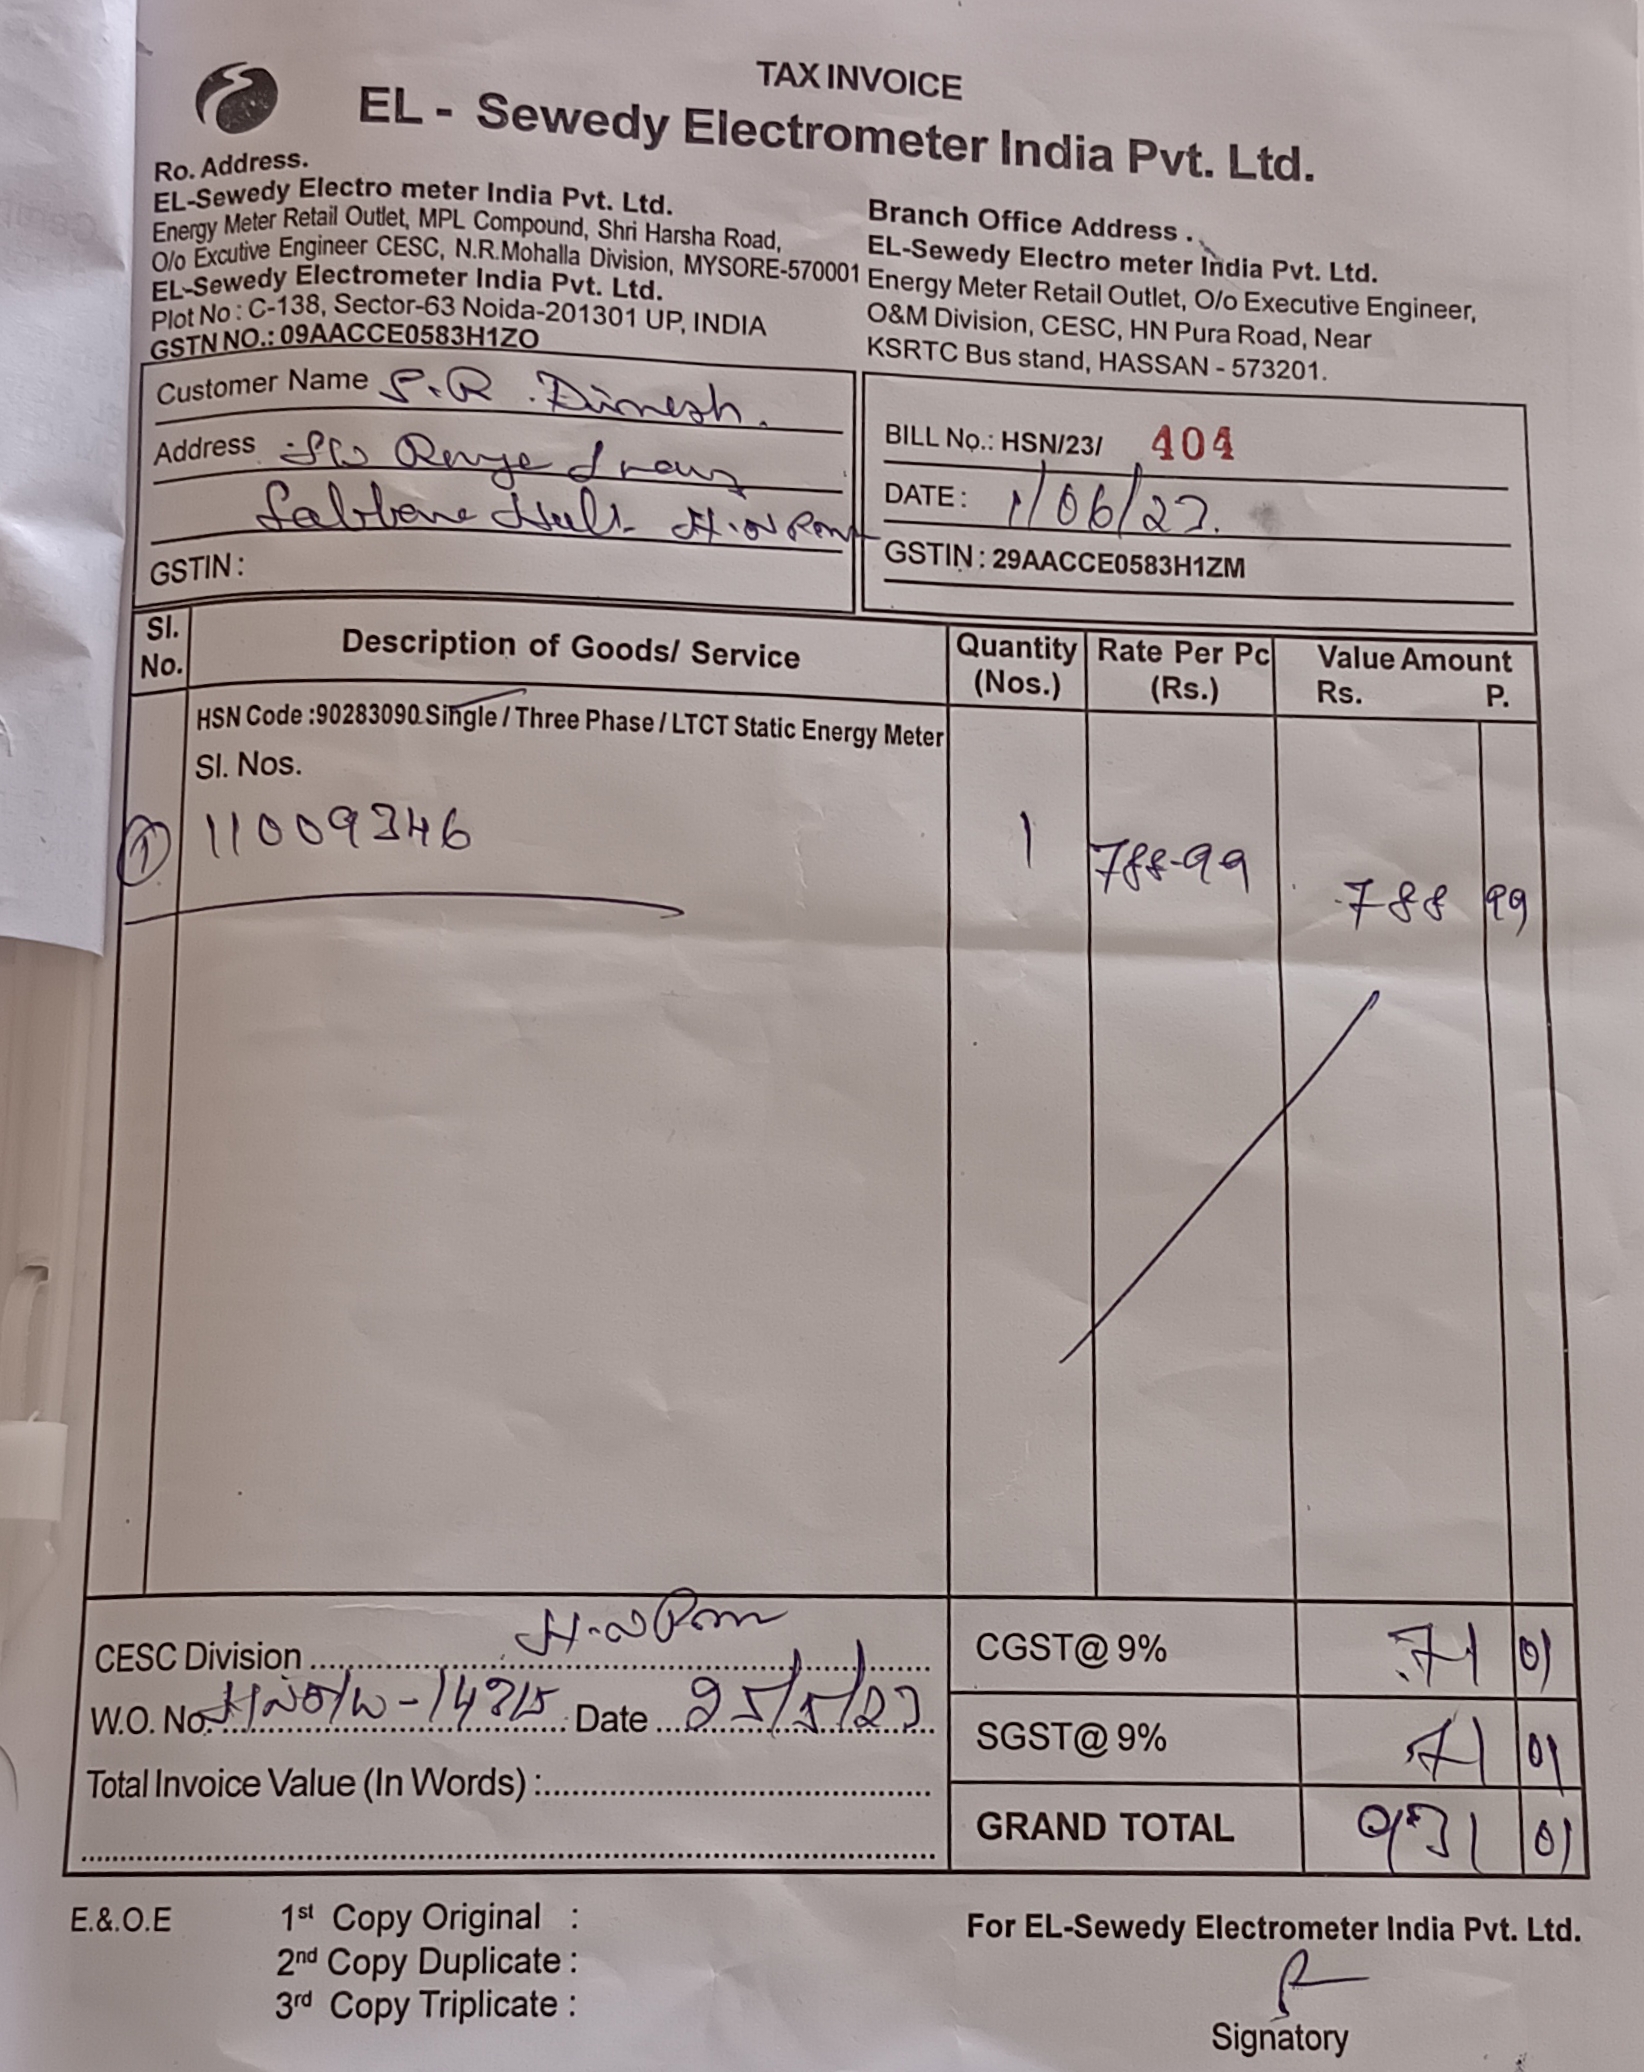 TAX INVOICE
EL - Sewedy Electrometer India Pvt. Ltd.
Ro. Address.
EL-Sewedy Electro meter India Pvt. Ltd.
Energy Meter Retail Outlet, MPL Compound, Shri Harsha Road,
O/o Excutive Engineer CESC, N.R.Mohalla Division, MYSORE-570001
EL-Sewedy Electrometer India Pvt. Ltd.
Plot No : C-138, Sector-63 Noida-201301 UP, INDIA
GSTN NO.: 09AACCE0583H1ZO
Branch Office Address .
EL-Sewedy Electro meter India Pvt. Ltd.
Energy Meter Retail Outlet, O/o Executive Engineer,
O&M Division, CESC, HN Pura Road, Near
KSRTC Bus stand, HASSAN - 573201.
Customer Name S.R. Dinesh.
Address S/o
H.N Pura
GSTIN :
BILL No.: HSN/23/ 404
DATE : 1/06/23.
GSTIN : 29AACCE0583H1ZM
Sl. No. Description of Goods/ Service Quantity (Nos.) Rate Per Pc (Rs.) Value Amount Rs. P.
HSN Code :90283090 Single / Three Phase / LTCT Static Energy Meter
Sl. Nos.
1 11009346 1 788-99 788 99
CESC Division H.N Pura
W.O. No. Date 25/5/23
Total Invoice Value (In Words) :
CGST@ 9% 71 01
SGST@ 9% 71 01
GRAND TOTAL 931 01
E.&.O.E
1st Copy Original :
2nd Copy Duplicate :
3rd Copy Triplicate :
For EL-Sewedy Electrometer India Pvt. Ltd.
Signatory